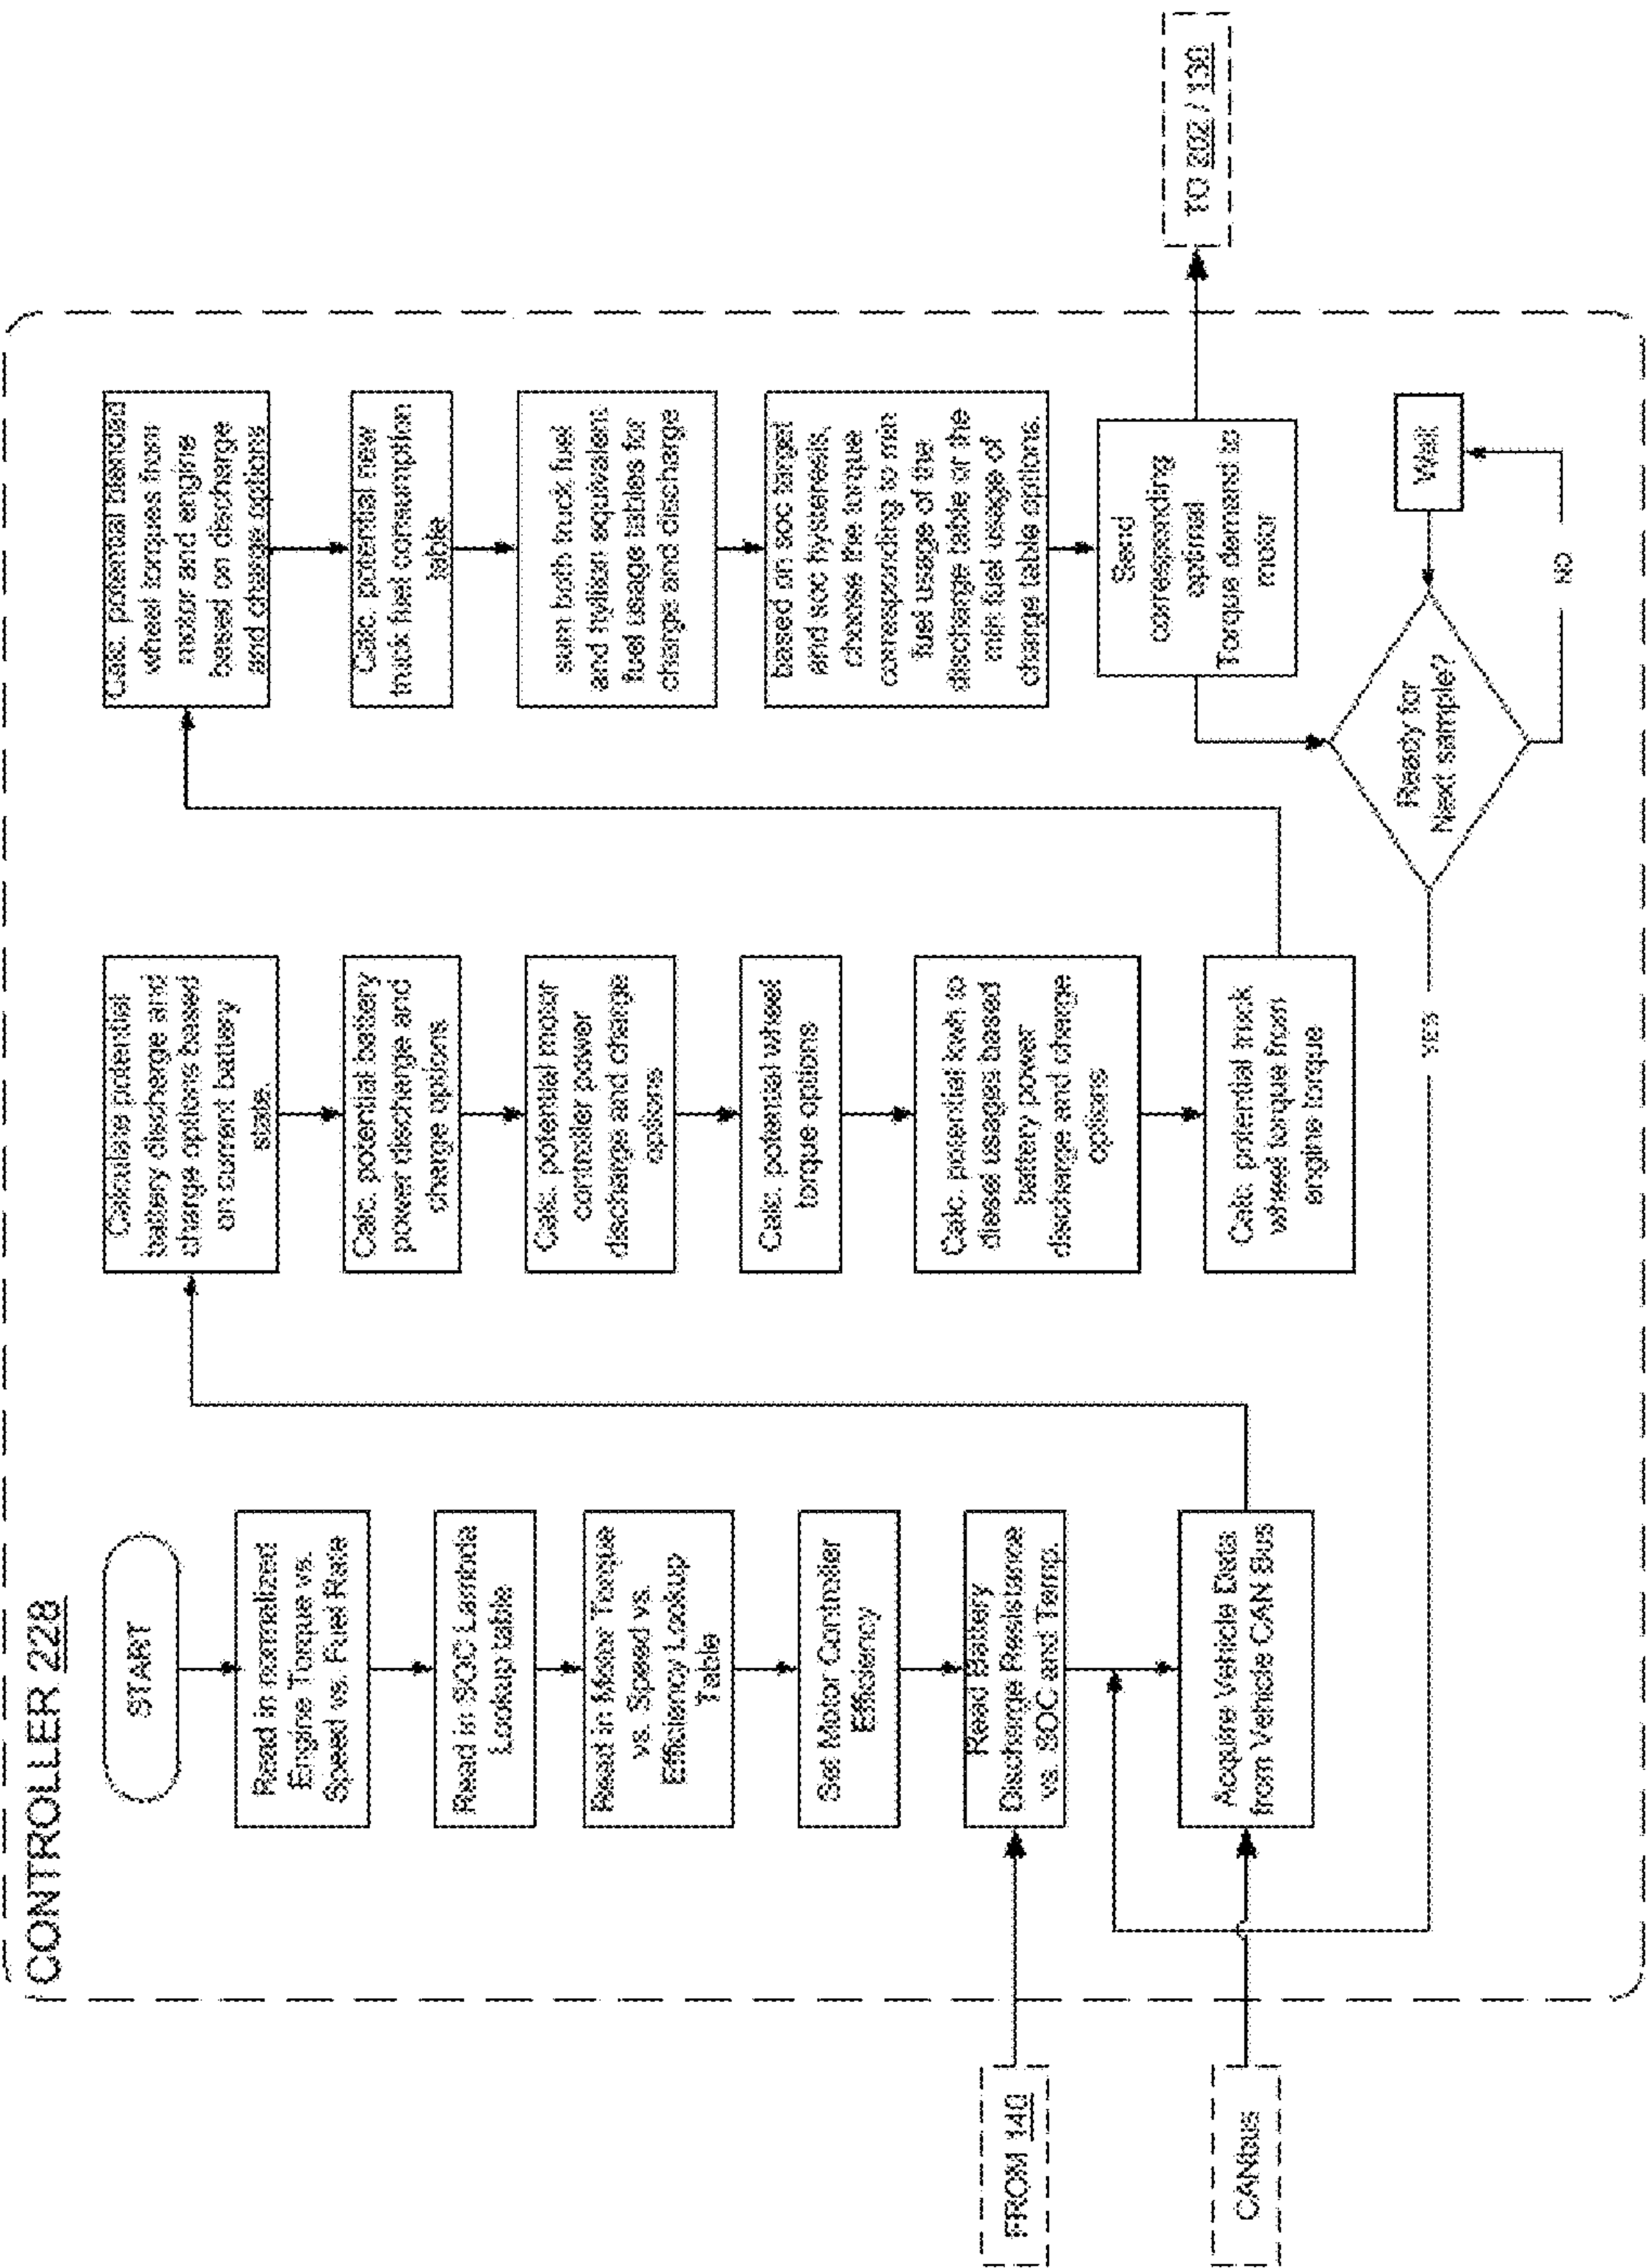 CONTROLLER 228
START
Read in normalized
Engine Torque vs.
Speed vs. Fuel Rate
Read in SOC Lambda
Lookup table
Read in Motor Torque
vs. Speed vs.
Efficiency Lookup
Table
Set Motor Controller
Efficiency
Read Battery
Discharge Resistance
vs. SOC and Temp.
Acquire Vehicle Data
from Vehicle CAN Bus
FROM 140
CANbus
Calculate potential
battery discharge and
charge options based
on current battery
state.
Calc. potential battery
power discharge and
charge options
Calc. potential motor
controller power
discharge and charge
options
Calc. potential wheel
torque options
Calc. potential kwh to
diesel usages based
battery power
discharge and charge
options
Calc. potential truck
wheel torque from
engine torque
Calc. potential blended
wheel torques from
motor and engine
based on discharge
and charge options
Calc. potential new
truck fuel consumption
table
sum both truck fuel
and hyliion equivalent
fuel usage tables for
charge and discharge
based on soc target
and soc hysteresis,
choose the torque
corresponding to min
fuel usage of the
discharge table or the
min fuel usage of
charge table options.
Send
corresponding
optimal
Torque demand to
motor
TO 202 / 130
Ready for
Next sample?
Wait
NO
YES